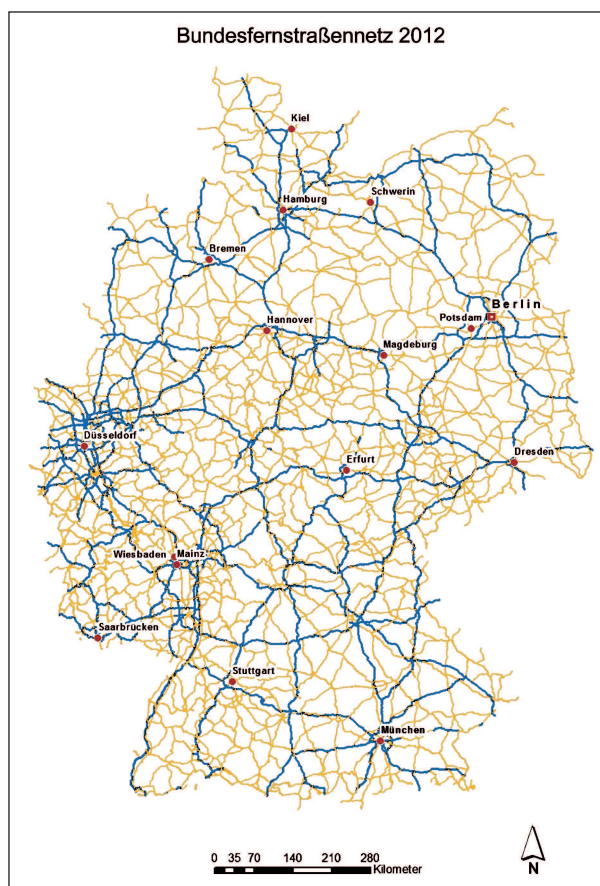 Bundesfernstraßennetz 2012
Kiel
Schwerin
Hamburg
Bremen
Berlin
Potsdam
Hannover
Magdeburg
Düsseldorf
Erfurt
Dresden
Wiesbaden
Mainz
Saarbrücken
Stuttgart
München
0 35 70 140 210 280
Kilometer
N